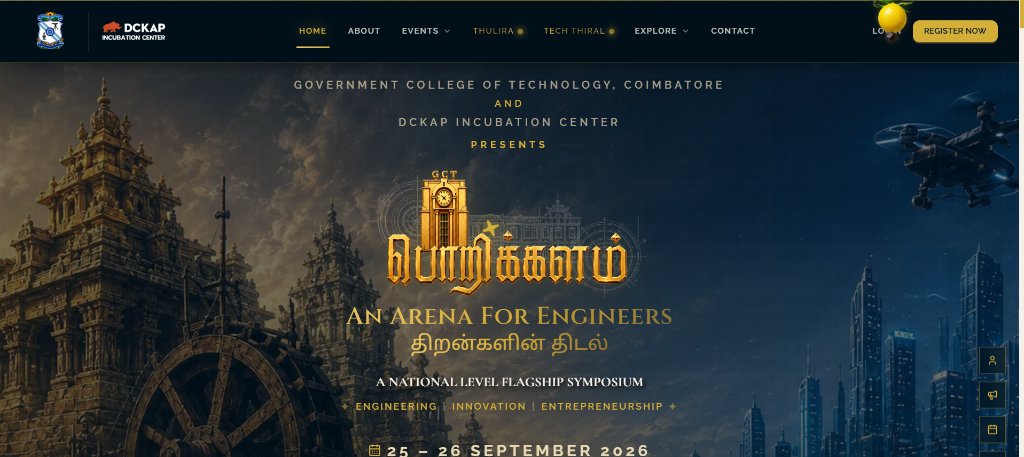 DCKAP
INCUBATION CENTER
HOME ABOUT EVENTS THULIRA TECH THIRAL EXPLORE CONTACT REGISTER NOW
GOVERNMENT COLLEGE OF TECHNOLOGY, COIMBATORE
AND
DCKAP INCUBATION CENTER
PRESENTS
GCT
பொறிக்களம்
AN ARENA FOR ENGINEERS
திறன்களின் திடல்
A NATIONAL LEVEL FLAGSHIP SYMPOSIUM
ENGINEERING | INNOVATION | ENTREPRENEURSHIP
25 – 26 SEPTEMBER 2026